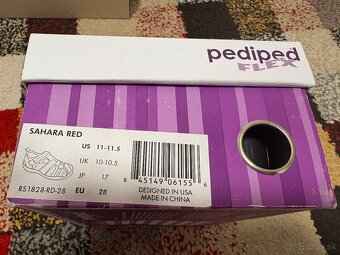 pediped
FLEX
SAHARA RED
US 11-11.5
UK 10-10.5
JP 17
EU 28
RS1828-RD-28
8 45149 06155 6
DESIGNED IN USA
MADE IN CHINA